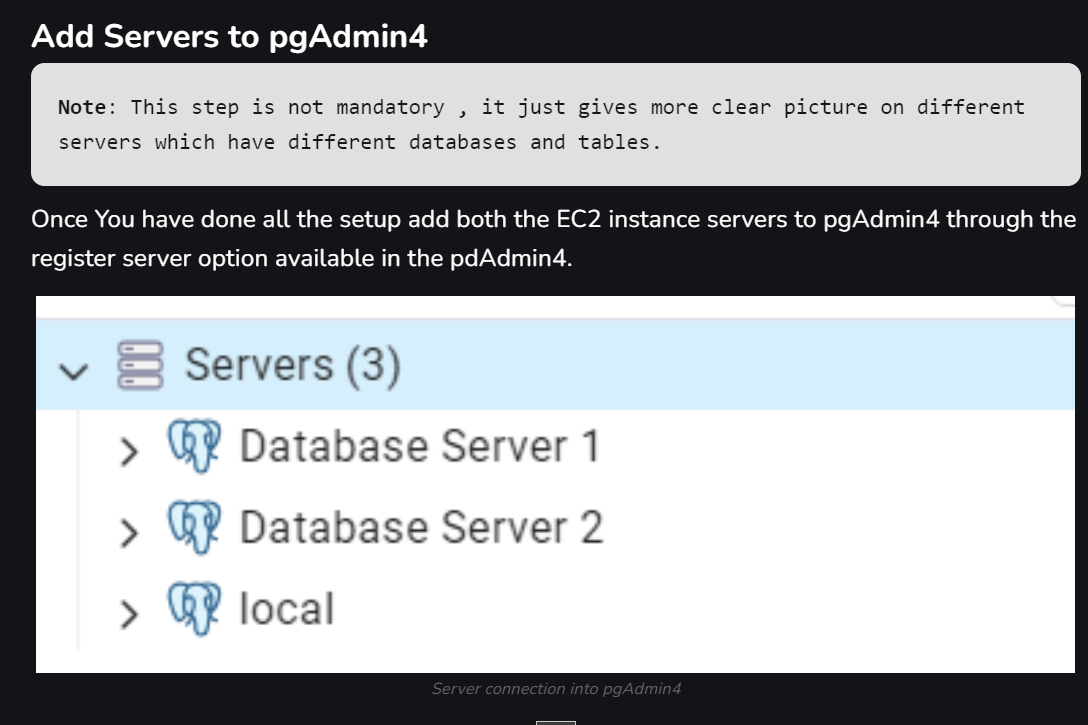 Add Servers to pgAdmin4
Note: This step is not mandatory , it just gives more clear picture on different
servers which have different databases and tables.
Once You have done all the setup add both the EC2 instance servers to pgAdmin4 through the
register server option available in the pdAdmin4.
Servers (3)
Database Server 1
Database Server 2
local
Server connection into pgAdmin4